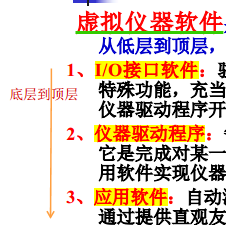 虚拟仪器软件
从低层到顶层，
1、I/O接口软件：
特殊功能，充当
仪器驱动程序开
底层到顶层
2、仪器驱动程序：
它是完成对某一
用软件实现仪器
3、应用软件：自动
通过提供直观友